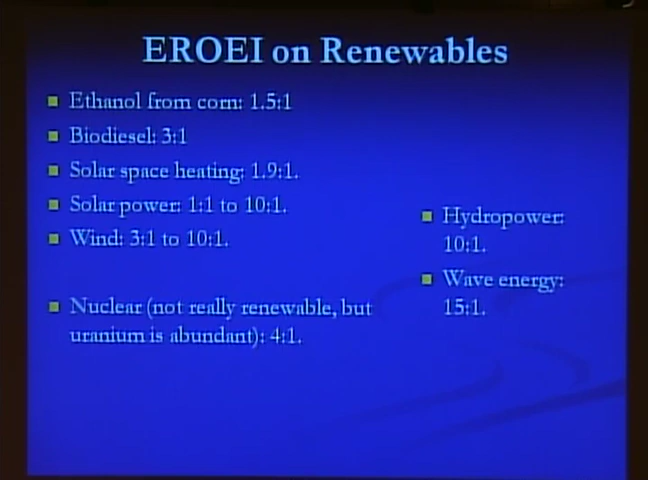 EROEI on Renewables
Ethanol from corn: 1.5:1
Biodiesel: 3:1
Solar space heating: 1.9:1.
Solar power: 1:1 to 10:1.
Wind: 3:1 to 10:1.
Nuclear (not really renewable, but
uranium is abundant): 4:1.
Hydropower:
10:1.
Wave energy:
15:1.